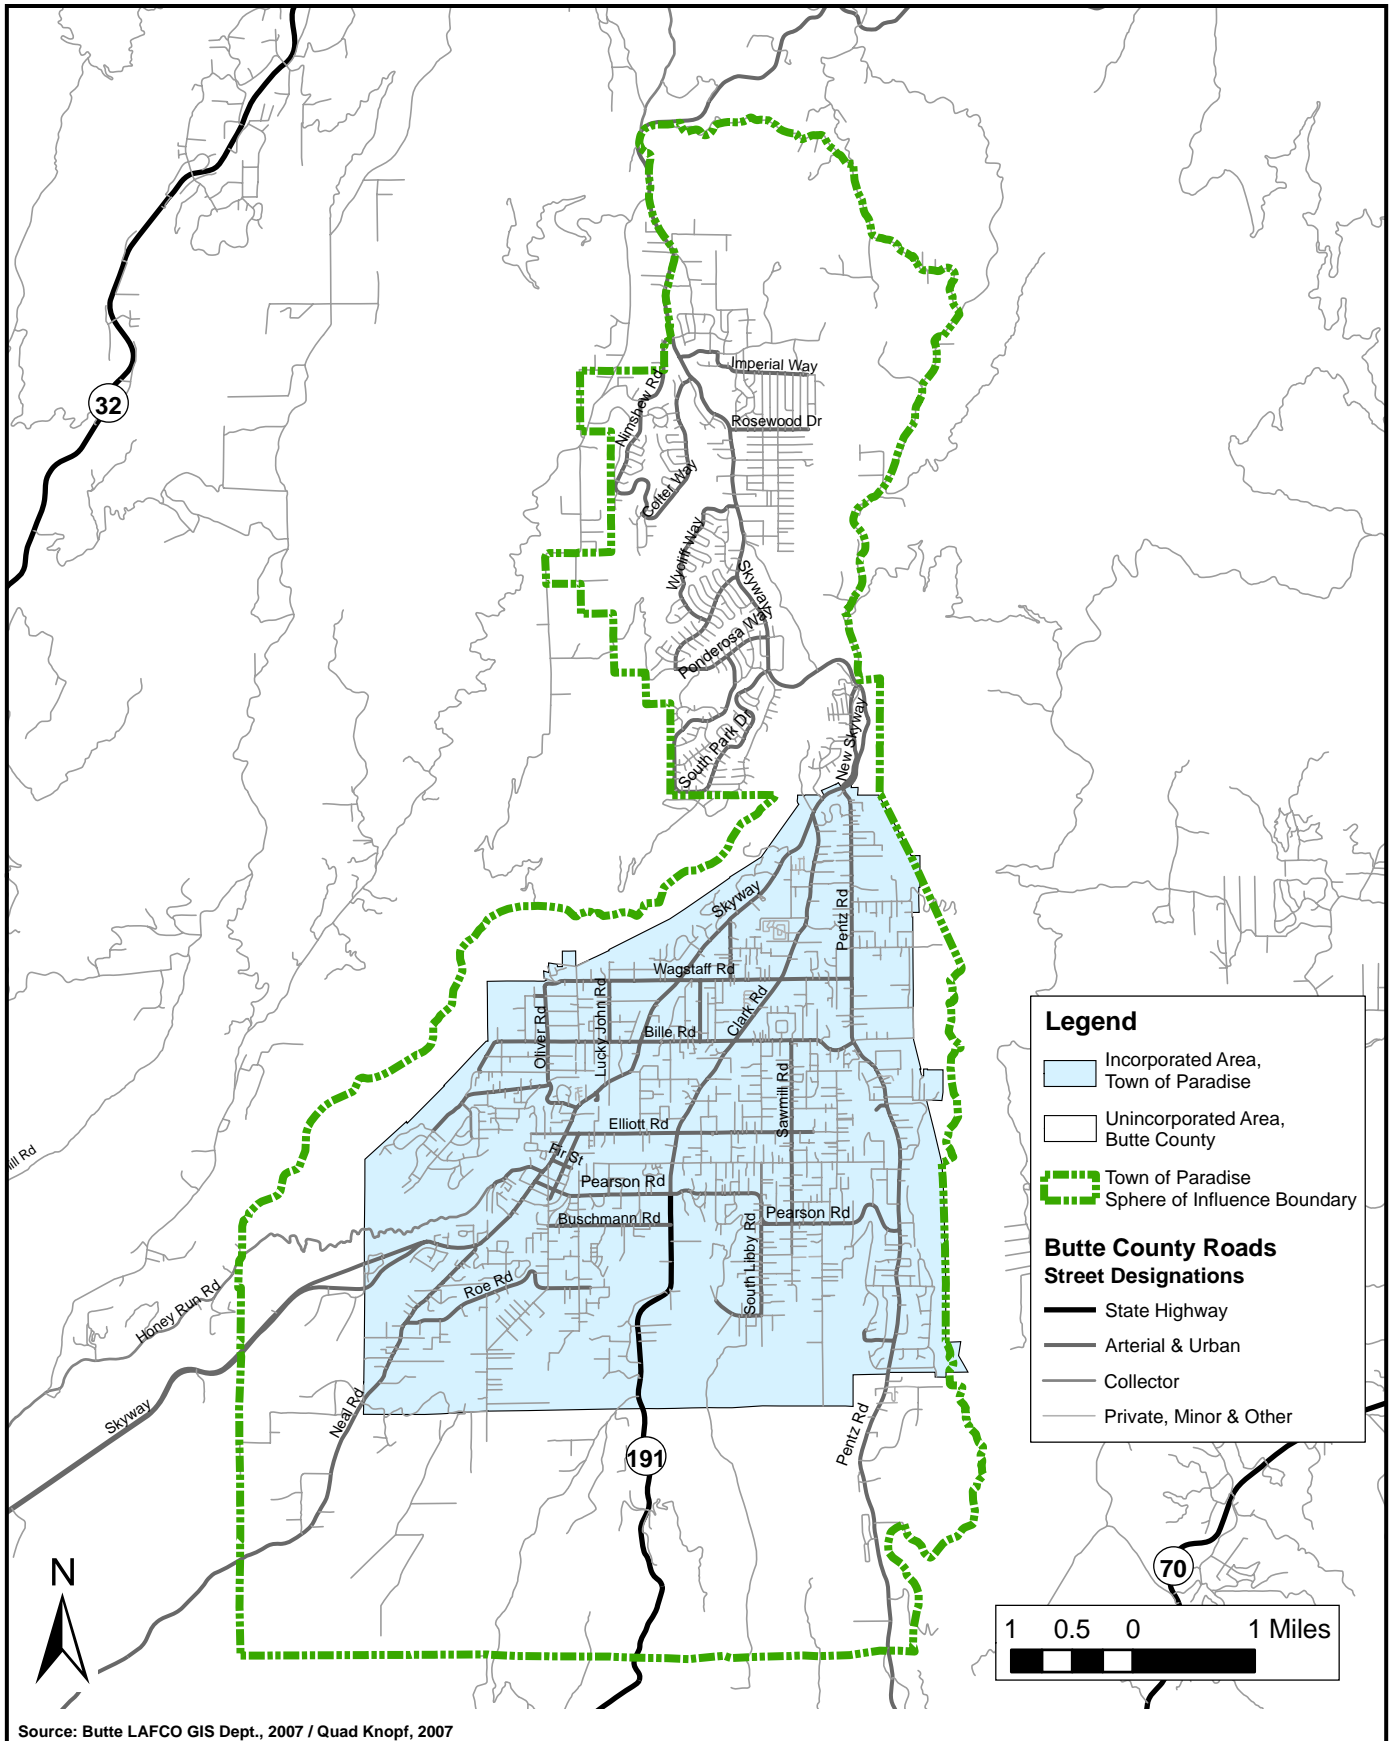 32
Imperial Way
Nimshew Rd
Rosewood Dr
Colter Way
Wycliff Way
Skyway
Ponderosa Way
South Park Dr
New Skyway
Skyway
Pentz Rd
Wagstaff Rd
Oliver Rd
Lucky John Rd
Bille Rd
Clark Rd
Sawmill Rd
Elliott Rd
Fir St
Pearson Rd
Pearson Rd
Buschmann Rd
South Libby Rd
Roe Rd
Honey Run Rd
Skyway
Neal Rd
Pentz Rd
191
70
ill Rd
Legend
Incorporated Area,
Town of Paradise
Unincorporated Area,
Butte County
Town of Paradise
Sphere of Influence Boundary
Butte County Roads
Street Designations
State Highway
Arterial & Urban
Collector
Private, Minor & Other
N
1 0.5 0 1 Miles
Source: Butte LAFCO GIS Dept., 2007 / Quad Knopf, 2007